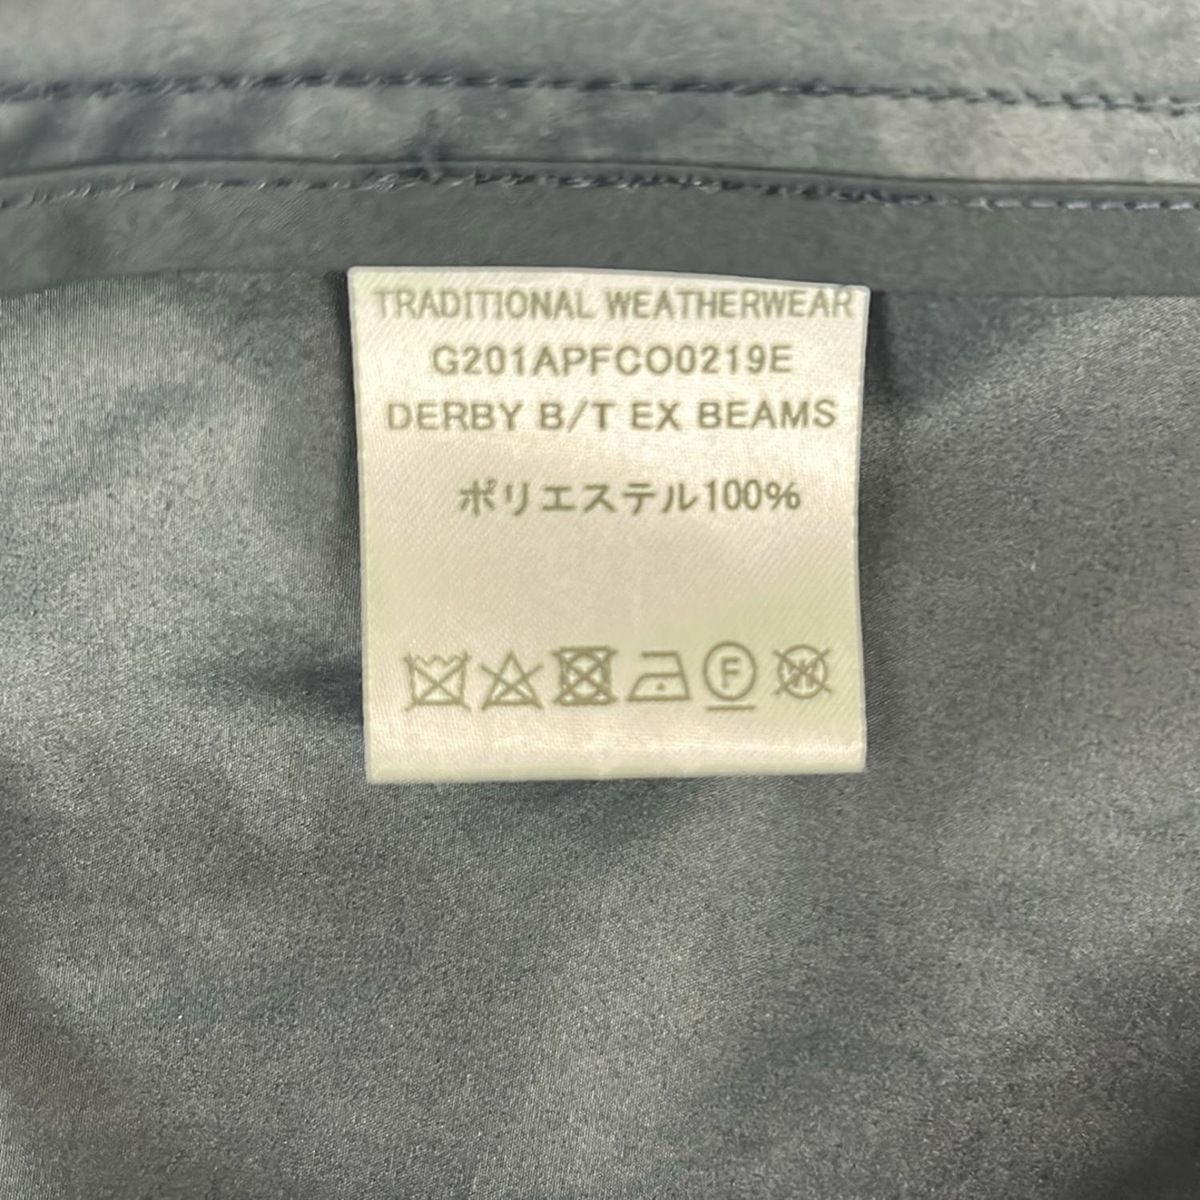 TRADITIONAL WEATHERWEAR
G201APFCO0219E
DERBY B/T EX BEAMS
ポリエステル100%
F